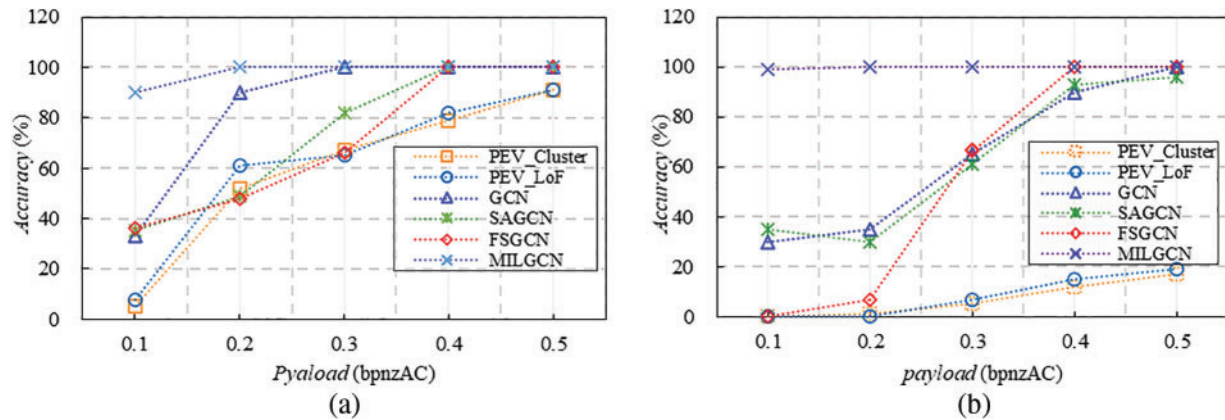 120
100
80
60
40
20
0
Accuracy (%)
0.1 0.2 0.3 0.4 0.5
Pyaload (bpnzAC)
PEV_Cluster
PEV_LoF
GCN
SAGCN
FSGCN
MILGCN
(a)
120
100
80
60
40
20
0
Accuracy (%)
0.1 0.2 0.3 0.4 0.5
payload (bpnzAC)
PEV_Cluster
PEV_LoF
GCN
SAGCN
FSGCN
MILGCN
(b)